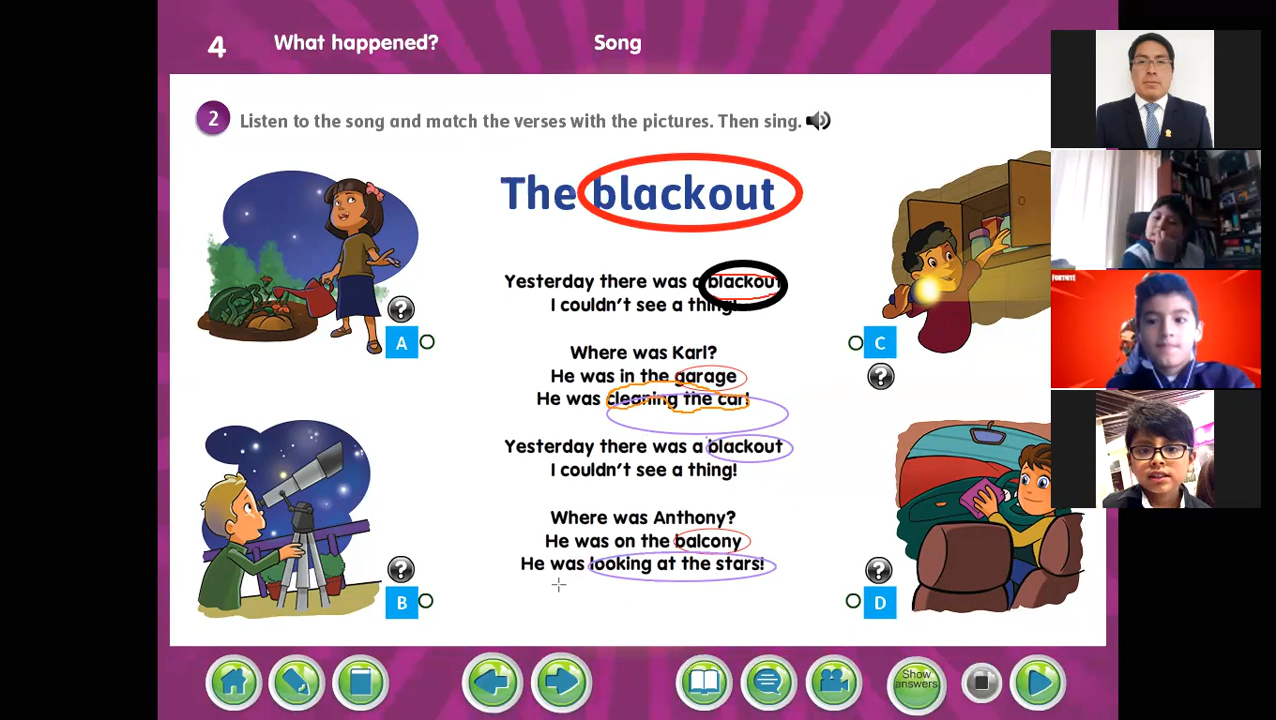 4 What happened? Song
2 Listen to the song and match the verses with the pictures. Then sing.
The blackout
Yesterday there was a blackout
I couldn't see a thing!
Where was Karl?
He was in the garage
He was cleaning the car!
Yesterday there was a blackout
I couldn't see a thing!
Where was Anthony?
He was on the balcony
He was looking at the stars!
?
A
?
B
C
?
?
D
FORTNITE
Show
answers